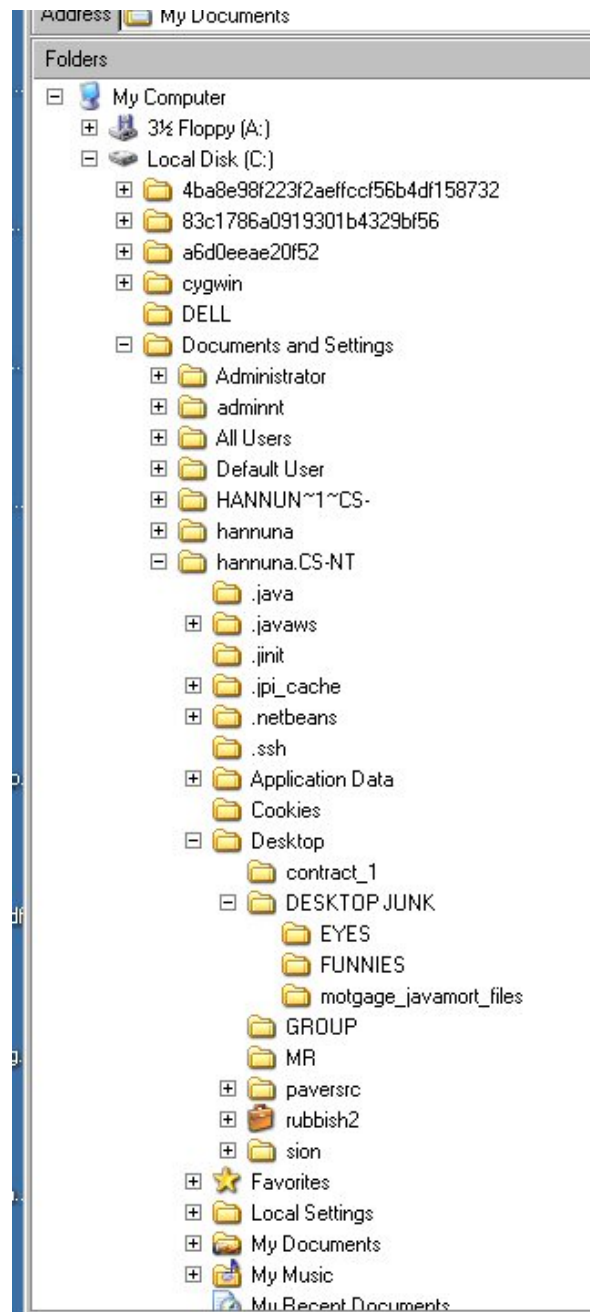 Address My Documents
Folders
My Computer
3½ Floppy (A:)
Local Disk (C:)
4ba8e98f223f2aeffccf56b4df158732
83c1786a0919301b4329bf56
a6d0eeae20f52
cygwin
DELL
Documents and Settings
Administrator
adminnt
All Users
Default User
HANNUN~1~CS-
hannuna
hannuna.CS-NT
.java
.javaws
.jinit
.jpi_cache
.netbeans
.ssh
Application Data
Cookies
Desktop
contract_1
DESKTOP JUNK
EYES
FUNNIES
motgage_javamort_files
GROUP
MR
paversrc
rubbish2
sion
Favorites
Local Settings
My Documents
My Music
My Recent Documents